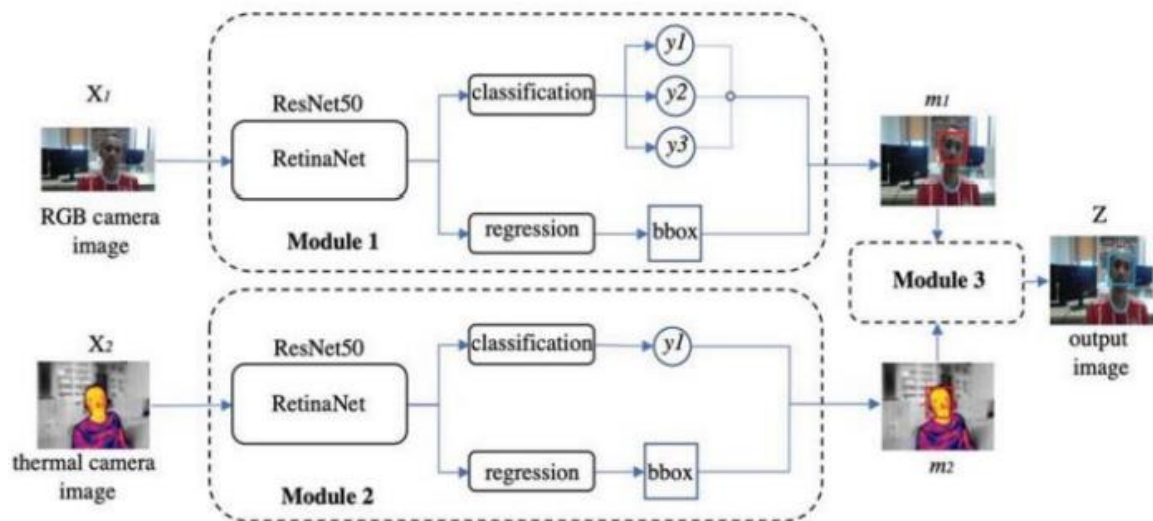 X1
RGB camera
image
ResNet50
RetinaNet
Module 1
classification
regression
y1
y2
y3
bbox
m1
X2
thermal camera
image
ResNet50
RetinaNet
Module 2
classification
regression
y1
bbox
m2
Module 3
Z
output
image